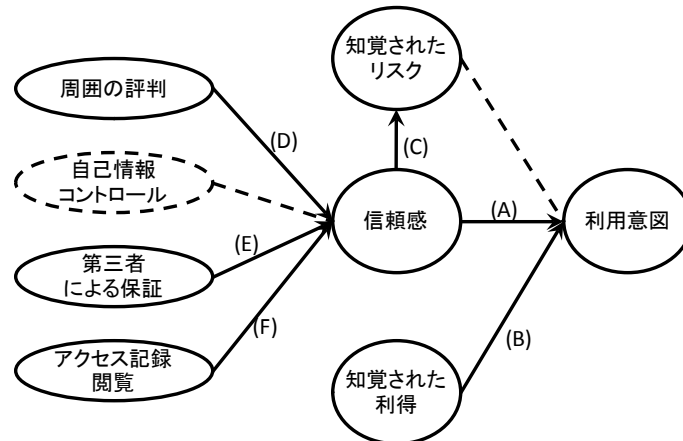 知覚された
リスク
周囲の評判
(D)
(C)
自己情報
コントロール
信頼感
(A)
利用意図
(E)
第三者
による保証
(F)
(B)
アクセス記録
閲覧
知覚された
利得